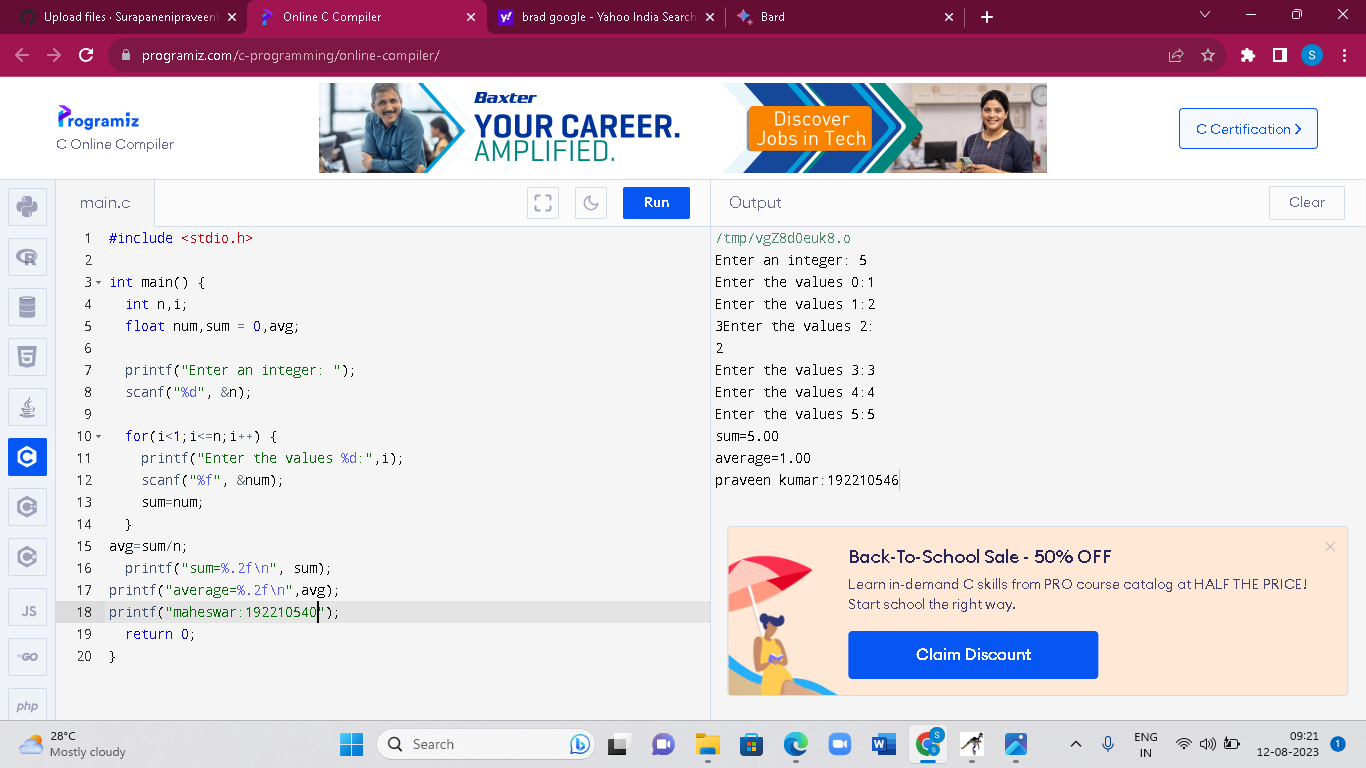 Upload files · Surapanenipraveenk
Online C Compiler
brad google - Yahoo India Search
Bard
programiz.com/c-programming/online-compiler/
S
Programiz
C Online Compiler
Baxter
YOUR CAREER.
AMPLIFIED.
Discover
Jobs in Tech
C Certification
main.c
Run
Output
Clear
1 #include <stdio.h>
2
3 int main() {
4 int n,i;
5 float num,sum = 0,avg;
6
7 printf("Enter an integer: ");
8 scanf("%d", &n);
9
10 for(i<1;i<=n;i++) {
11 printf("Enter the values %d:",i);
12 scanf("%f", &num);
13 sum=num;
14 }
15 avg=sum/n;
16 printf("sum=%.2f\n", sum);
17 printf("average=%.2f\n",avg);
18 printf("maheswar:192210540");
19 return 0;
20 }
/tmp/vgZ8dOeuk8.o
Enter an integer: 5
Enter the values 0:1
Enter the values 1:2
3Enter the values 2:
2
Enter the values 3:3
Enter the values 4:4
Enter the values 5:5
sum=5.00
average=1.00
praveen kumar:192210546
Back-To-School Sale - 50% OFF
Learn in-demand C skills from PRO course catalog at HALF THE PRICE!
Start school the right way.
Claim Discount
JS
GO
php
28°C
Mostly cloudy
Search
S
ENG
IN
09:21
12-08-2023
1